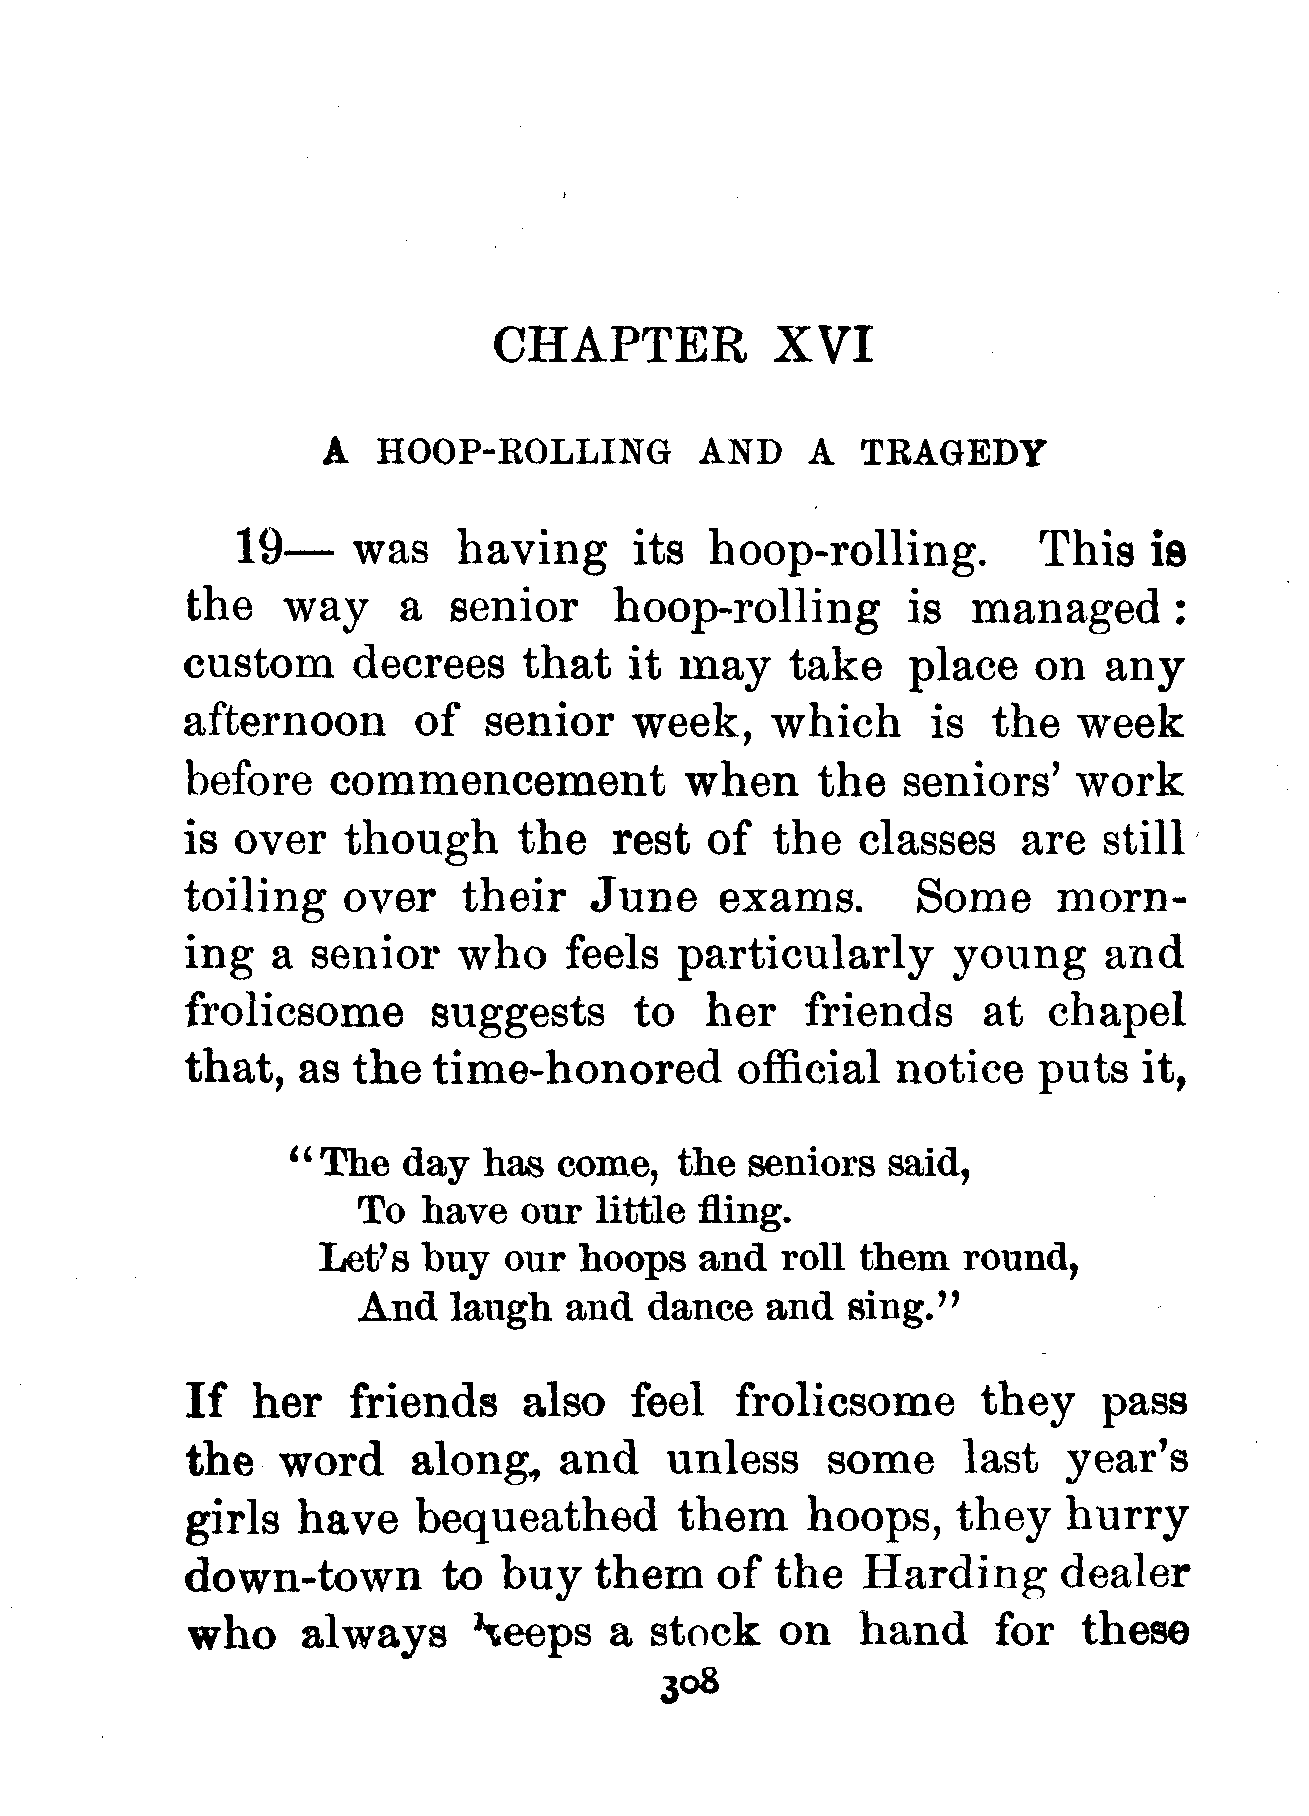 CHAPTER XVI
A HOOP-ROLLING AND A TRAGEDY
19— was having its hoop-rolling. This is
the way a senior hoop-rolling is managed :
custom decrees that it may take place on any
afternoon of senior week, which is the week
before commencement when the seniors' work
is over though the rest of the classes are still
toiling over their June exams. Some morn-
ing a senior who feels particularly young and
frolicsome suggests to her friends at chapel
that, as the time-honored official notice puts it,
“The day has come, the seniors said,
To have our little fling.
Let's buy our hoops and roll them round,
And laugh and dance and sing.”
If her friends also feel frolicsome they pass
the word along, and unless some last year's
girls have bequeathed them hoops, they hurry
down-town to buy them of the Harding dealer
who always keeps a stock on hand for these
308